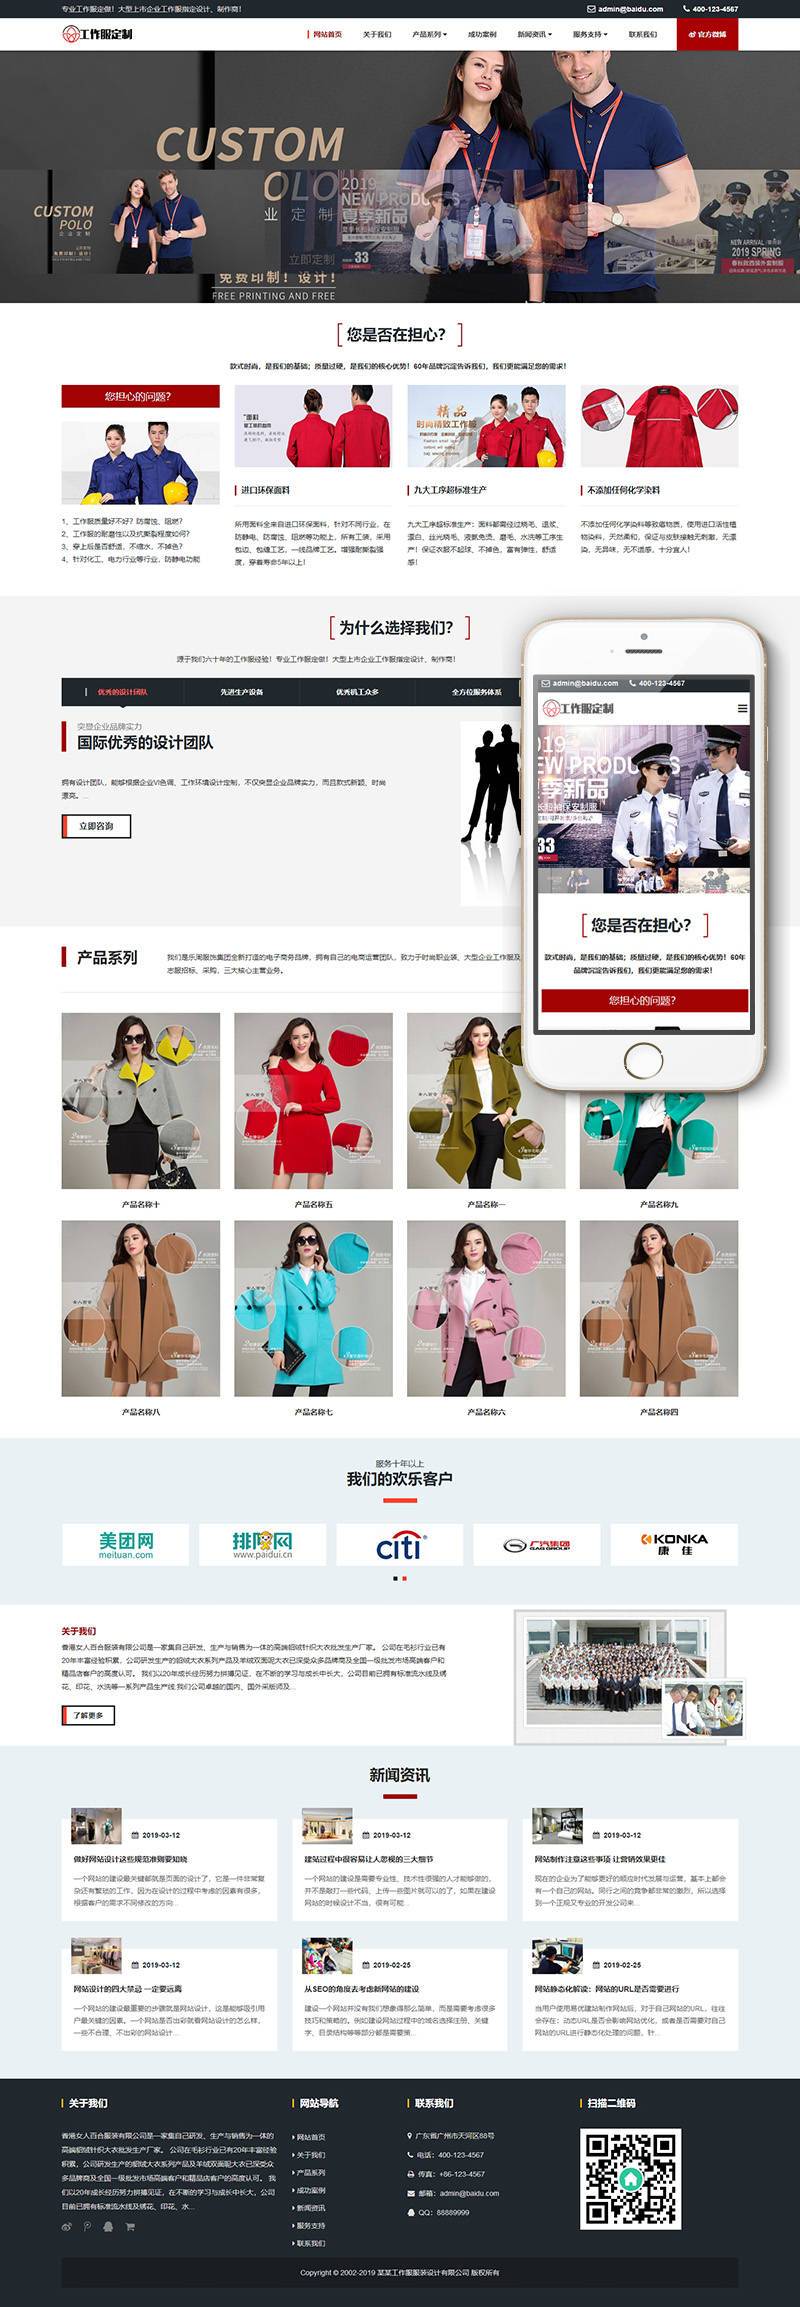 专业工作服定做！大型上市企业工作服指定设计、制作商！
admin@baidu.com 400-123-4567
工作服定制
网站首页 关于我们 产品系列 成功案例 新闻资讯 服务支持 联系我们 官方微博
CUSTOM
POLO
企业定制
立即定制
免费印制！设计！
FREE PRINTING AND FREE
CUSTOM
POLO
企业定制
2019
NEW PRODUCTS
夏季新品
33
NEW ARRIVAL
2019 SPRING
您是否在担心？
款式时尚，是我们的基础；质量过硬，是我们的核心优势！60年品牌沉淀告诉我们，我们更能满足您的需求！
您担心的问题？
1、工作服质量好不好？防腐蚀、阻燃？
2、工作服的耐磨性以及抗撕裂程度如何？
3、穿上后是否舒适，不缩水，不掉色？
4、针对化工、电力行业等行业，防静电功能
进口环保面料
所用面料全来自进口环保面料，针对不同行业，在
防静电、防腐蚀、阻燃等功能上，所有工装，采用
包边、包缝工艺，一线品牌工艺。增强耐撕裂强
度，穿着寿命5年以上！
精品
时尚精致工作服
九大工序超标准生产
九大工序超标准生产：面料都需经过烧毛、退浆、
漂白、丝光烧毛、液氨免烫、磨毛、水洗等工序生
产！保证衣服不起球、不掉色，富有弹性，舒适
感！
不添加任何化学染料
不添加任何化学染料等致癌物质，使用进口活性植
物染料，天然柔和，保证与皮肤接触无刺激，无漂
染，无异味，无不适感，十分宜人！
为什么选择我们？
源于我们六十年的工作服经验！专业工作服定做！大型上市企业工作服指定设计、制作商！
优秀的设计团队 先进生产设备 优秀机工众多 全方位服务体系
突显企业品牌实力
国际优秀的设计团队
拥有设计团队，能够根据企业VI色调、工作环境设计定制，不仅突显企业品牌实力，而且款式新颖、时尚
漂亮。...
立即咨询
admin@baidu.com 400-123-4567
工作服定制
2019
EW PRODUCTS
夏季新品
33
您是否在担心？
款式时尚，是我们的基础；质量过硬，是我们的核心优势！60年
品牌沉淀告诉我们，我们更能满足您的需求！
您担心的问题？
产品系列
我们是乐闻服饰集团全新打造的电子商务品牌，拥有自己的电商运营团队，致力于时尚职业装、大型企业工作服及
志服招标、采购，三大核心主营业务。
产品名称十 产品名称五 产品名称一 产品名称九
产品名称八 产品名称七 产品名称六 产品名称四
服务十年以上
我们的欢乐客户
美团网
meituan.com
排队网
www.paidui.cn
citi
广汽集团
GAC GROUP
KONKA
康佳
关于我们
香港女人百合服装有限公司是一家集自己研发、生产与销售为一体的高端貂绒针织大衣批发生产厂家。 公司在毛衫行业已有
20年丰富经验积累，公司研发生产的貂绒大衣系列产品及羊绒双面呢大衣已深受众多品牌商及全国一级批发市场高端客户和
精品店客户的高度认可。 我们以20年成长经历努力拼搏见证，在不断的学习与成长中长大，公司目前已拥有标准流水线及绣
花、印花、水洗等一系列产品生产线 我们公司卓越的国内、国外采版师及...
了解更多
新闻资讯
2019-03-12
做好网站设计这些规范准则要知晓
一个网站的建设最关键都就是页面的设计了，它是一件非常复
杂还有繁琐的工作，因为在设计的过程中考虑的因素有很多，
根据客户的需求不同修改的方向...
2019-03-12
建站过程中很容易让人忽视的三大细节
一个网站的建设是需要专业性、技术性很强的人才能够做的，
并不是敲打一些代码、上传一些图片就可以的了，如果在建设
网站的时候设计不当，很有可能...
2019-03-12
网站制作注意这些事项 让营销效果更佳
现在的企业为了能够更好的顺应时代发展与运营，基本上都会
有一个自己的网站。同行之间的竞争都非常的激烈，所以选择
到一个正规又专业的开发公司来...
2019-03-12
网站设计的四大禁忌 一定要远离
一个网站的建设最重要的步骤就是网站设计，这是能够吸引用
户最关键的因素。一个网站是否出彩就看网站设计的怎么样，
一些不合理、不出彩的网站设计...
2019-02-25
从SEO的角度去考虑新网站的建设
建设一个网站并没有我们想象得那么简单，而是需要考虑很多
技巧和策略的。例如建设网站过程中的域名选择注册、关键
字、目录结构等等部分都是需要策...
2019-02-25
网站静态化解读：网站的URL是否需要进行
当用户使用易优建站制作网站后，对于自己网站的URL，往往
会存在：动态URL是否会影响网站优化，或者是否需要对自己
网站的URL进行静态化处理的问题，针...
关于我们
香港女人百合服装有限公司是一家集自己研发、生产与销售为一体的
高端貂绒针织大衣批发生产厂家。 公司在毛衫行业已有20年丰富经验
积累，公司研发生产的貂绒大衣系列产品及羊绒双面呢大衣已深受众
多品牌商及全国一级批发市场高端客户和精品店客户的高度认可。 我
们以20年成长经历努力拼搏见证，在不断的学习与成长中长大，公司
目前已拥有标准流水线及绣花、印花、水...
网站导航
网站首页
关于我们
产品系列
成功案例
新闻资讯
服务支持
联系我们
联系我们
广东省广州市天河区88号
电话：400-123-4567
传真：+86-123-4567
邮箱：admin@baidu.com
QQ：88889999
扫描二维码
Copyright © 2002-2019 某某工作服服装设计有限公司 版权所有